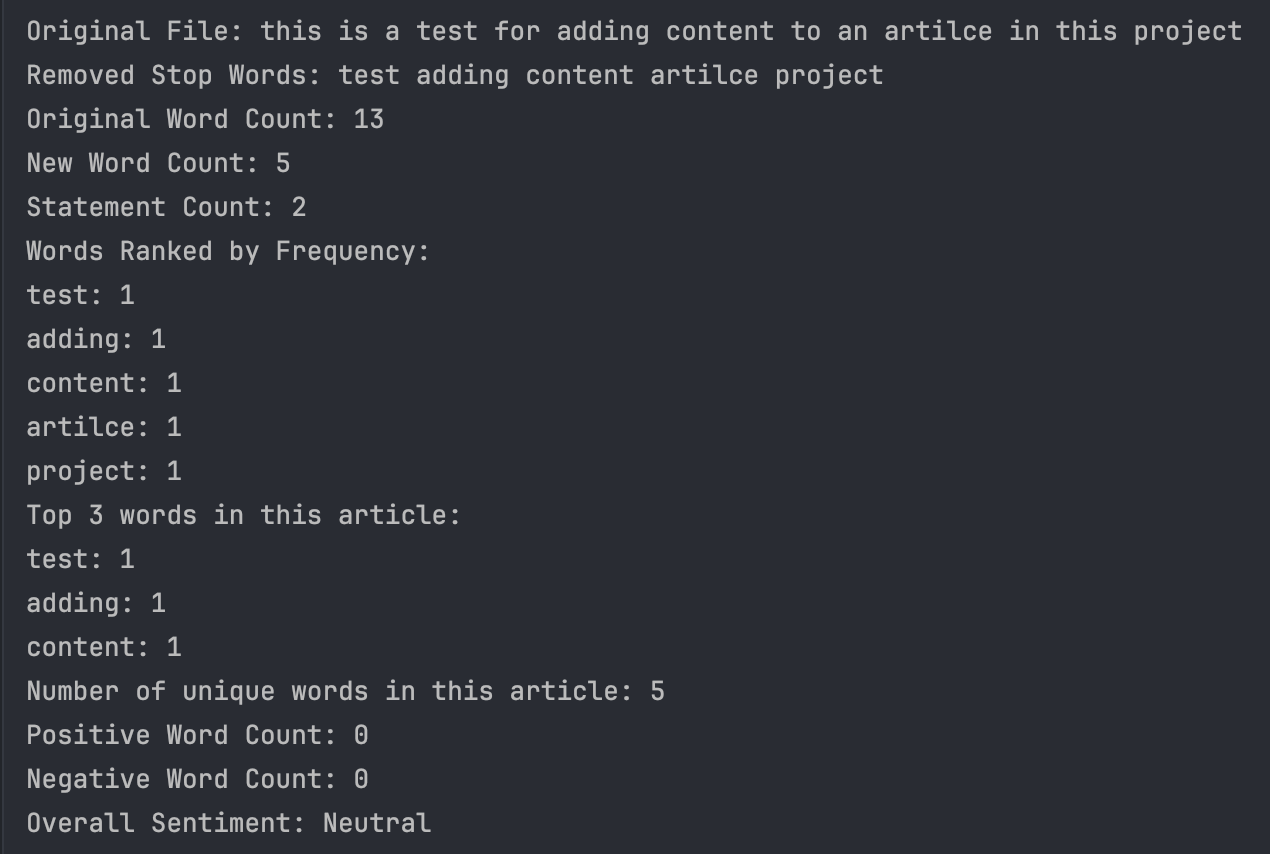 Original File: this is a test for adding content to an artilce in this project
Removed Stop Words: test adding content artilce project
Original Word Count: 13
New Word Count: 5
Statement Count: 2
Words Ranked by Frequency:
test: 1
adding: 1
content: 1
artilce: 1
project: 1
Top 3 words in this article:
test: 1
adding: 1
content: 1
Number of unique words in this article: 5
Positive Word Count: 0
Negative Word Count: 0
Overall Sentiment: Neutral